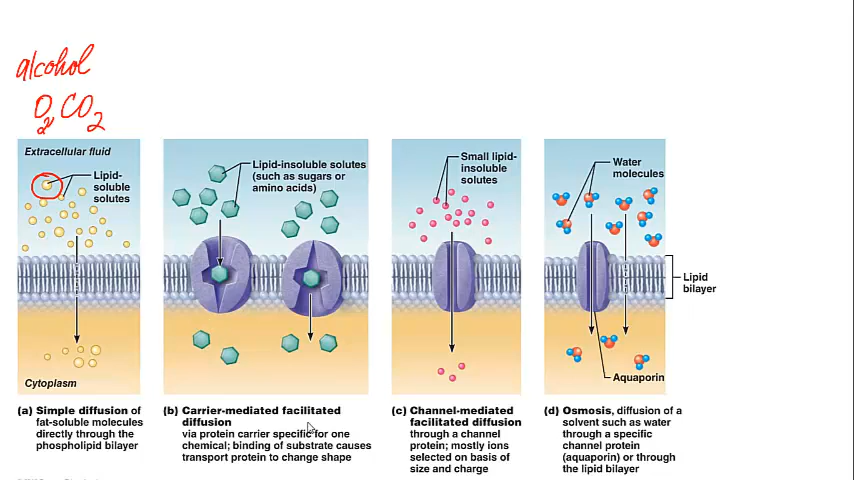 alcohol
O₂, CO₂
Extracellular fluid
Lipid-
soluble
solutes
Cytoplasm
(a) Simple diffusion of
fat-soluble molecules
directly through the
phospholipid bilayer
Lipid-insoluble solutes
(such as sugars or
amino acids)
(b) Carrier-mediated facilitated
diffusion
via protein carrier specific for one
chemical; binding of substrate causes
transport protein to change shape
Small lipid-
insoluble
solutes
(c) Channel-mediated
facilitated diffusion
through a channel
protein; mostly ions
selected on basis of
size and charge
Water
molecules
Lipid
bilayer
Aquaporin
(d) Osmosis, diffusion of a
solvent such as water
through a specific
channel protein
(aquaporin) or through
the lipid bilayer